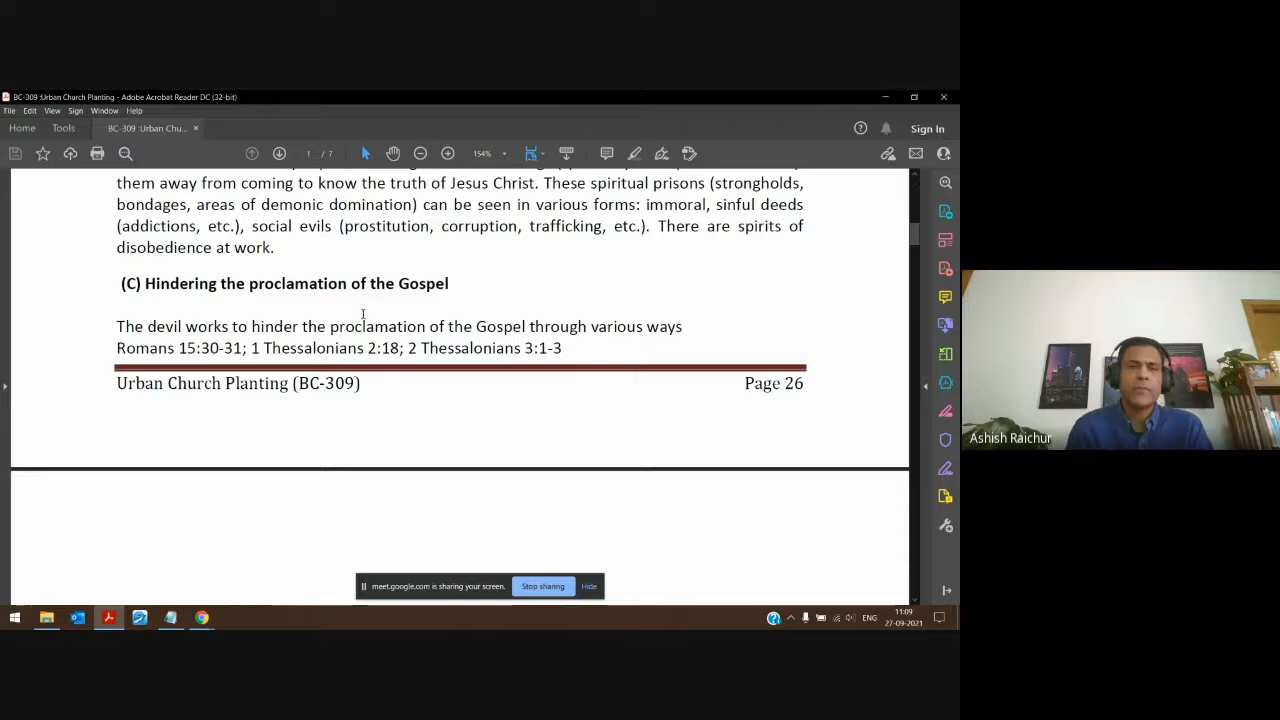 BC-309 :Urban Church Planting - Adobe Acrobat Reader DC (32-bit)
File Edit View Sign Window Help
Home Tools BC-309 :Urban Chu... × Sign In
1 / 7 154%
them away from coming to know the truth of Jesus Christ. These spiritual prisons (strongholds,
bondages, areas of demonic domination) can be seen in various forms: immoral, sinful deeds
(addictions, etc.), social evils (prostitution, corruption, trafficking, etc.). There are spirits of
disobedience at work.
(C) Hindering the proclamation of the Gospel
The devil works to hinder the proclamation of the Gospel through various ways
Romans 15:30-31; 1 Thessalonians 2:18; 2 Thessalonians 3:1-3
Urban Church Planting (BC-309) Page 26
Ashish Raichur
meet.google.com is sharing your screen. Stop sharing Hide
ENG 11:09
27-09-2021